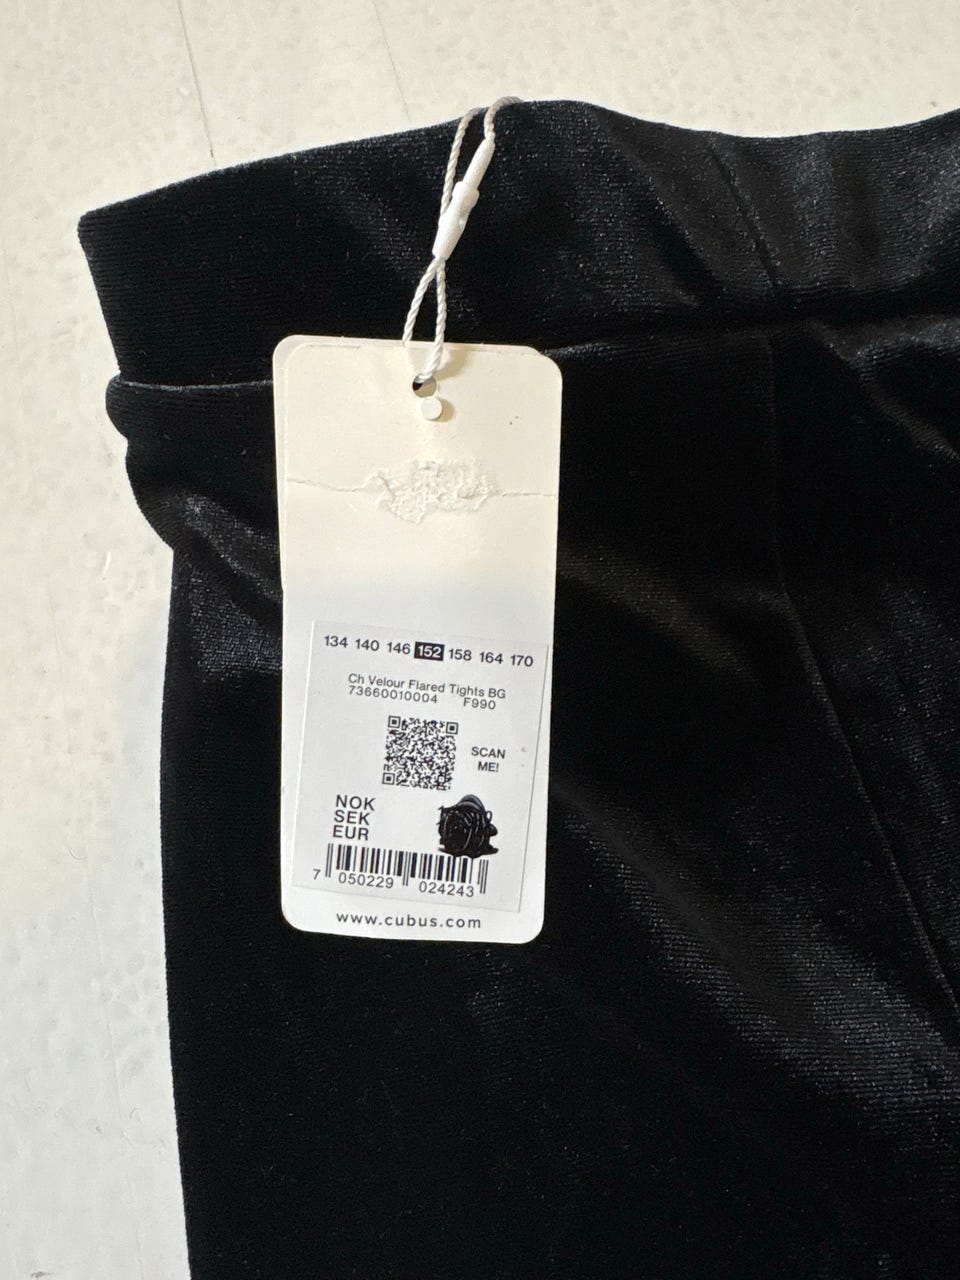 134 140 146 152 158 164 170
Ch Velour Flared Tights BG
73660010004 F990
SCAN
ME!
NOK
SEK
EUR
7 050229 024243
www.cubus.com